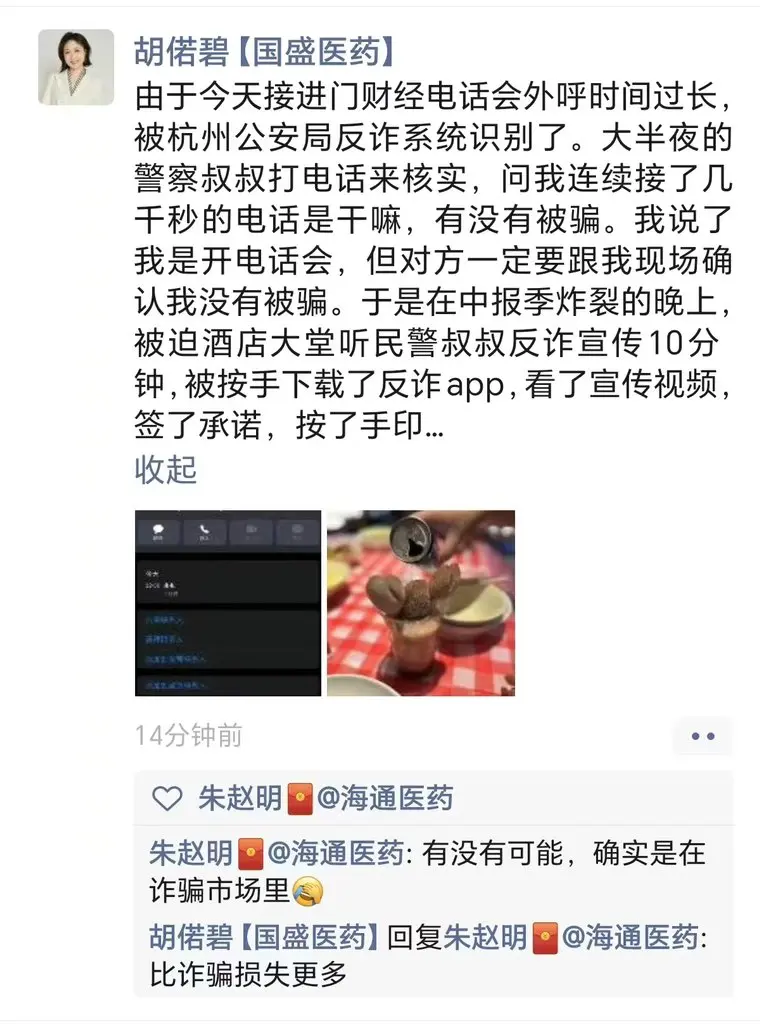 胡偌碧【国盛医药】
由于今天接进门财经电话会外呼时间过长，
被杭州公安局反诈系统识别了。大半夜的
警察叔叔打电话来核实，问我连续接了几
千秒的电话是干嘛，有没有被骗。我说了
我是开电话会，但对方一定要跟我现场确
认我没有被骗。于是在中报季炸裂的晚上，
被迫酒店大堂听民警叔叔反诈宣传10分
钟,被按手下载了反诈app,看了宣传视频,
签了承诺，按了手印...
收起
今天
14分钟前
朱赵明🧧@海通医药
朱赵明🧧@海通医药: 有没有可能，确实是在
诈骗市场里😂
胡偌碧【国盛医药】回复朱赵明🧧@海通医药:
比诈骗损失更多